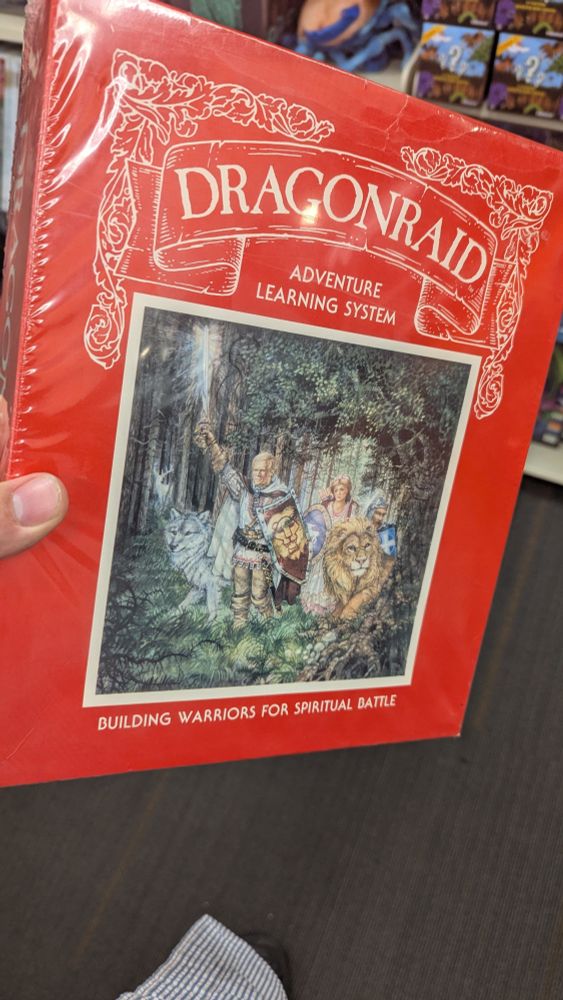 DRAGONRAID
ADVENTURE
LEARNING SYSTEM
BUILDING WARRIORS FOR SPIRITUAL BATTLE